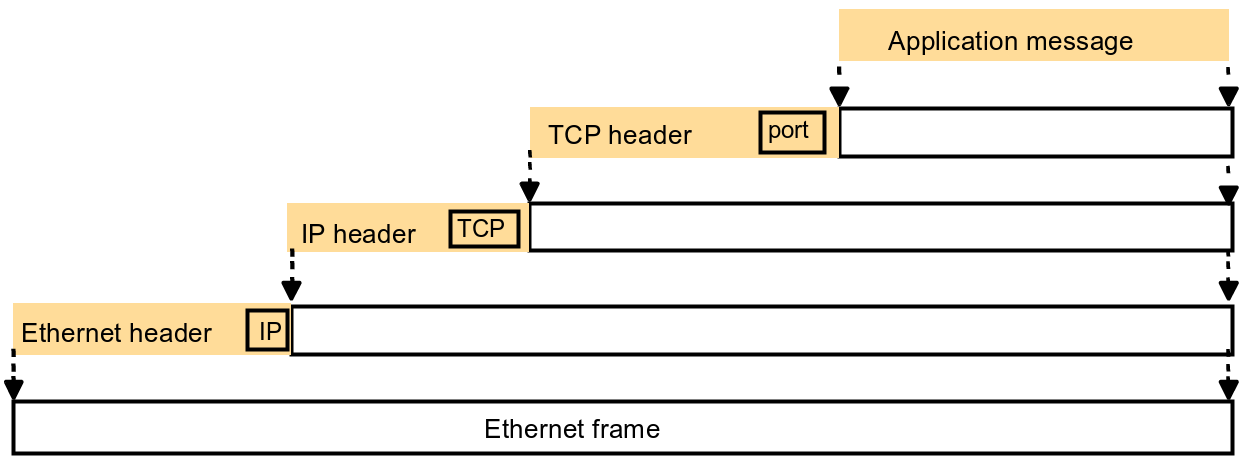 Application message
TCP header port
IP header TCP
Ethernet header IP
Ethernet frame